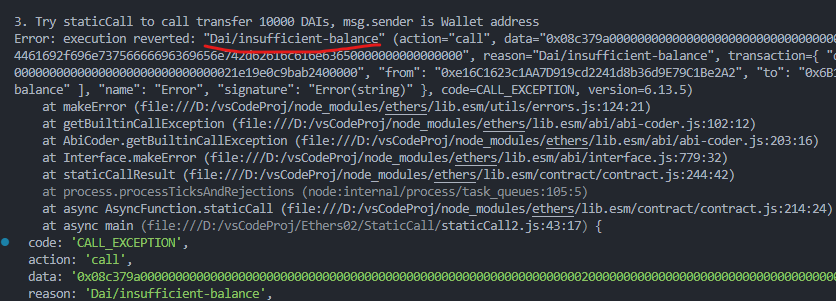 3. Try staticCall to call transfer 10000 DAIs, msg.sender is Wallet address
Error: execution reverted: "Dai/insufficient-balance" (action="call", data="0x08c379a0000000000000000000000000000000
4461692f696e73756666696369656e742d62616c616e63650000000000000000", reason="Dai/insufficient-balance", transaction={ "
00000000000000000000000000021e19e0c9bab2400000", "from": "0xe16C1623c1AA7D919cd2241d8b36d9E79C1Be2A2", "to": "0x6B1
balance" ], "name": "Error", "signature": "Error(string)" }, code=CALL_EXCEPTION, version=6.13.5)
at makeError (file:///D:/vsCodeProj/node_modules/ethers/lib.esm/utils/errors.js:124:21)
at getBuiltinCallException (file:///D:/vsCodeProj/node_modules/ethers/lib.esm/abi/abi-coder.js:102:12)
at AbiCoder.getBuiltinCallException (file:///D:/vsCodeProj/node_modules/ethers/lib.esm/abi/abi-coder.js:203:16)
at Interface.makeError (file:///D:/vsCodeProj/node_modules/ethers/lib.esm/abi/interface.js:779:32)
at staticCallResult (file:///D:/vsCodeProj/node_modules/ethers/lib.esm/contract/contract.js:244:42)
at process.processTicksAndRejections (node:internal/process/task_queues:105:5)
at async AsyncFunction.staticCall (file:///D:/vsCodeProj/node_modules/ethers/lib.esm/contract/contract.js:214:24)
at async main (file:///D:/vsCodeProj/Ethers02/StaticCall/staticCall2.js:43:17) {
code: 'CALL_EXCEPTION',
action: 'call',
data: '0x08c379a00000000000000000000000000000000000000000000000000000000000000020000000000000000000000000000000000
reason: 'Dai/insufficient-balance',